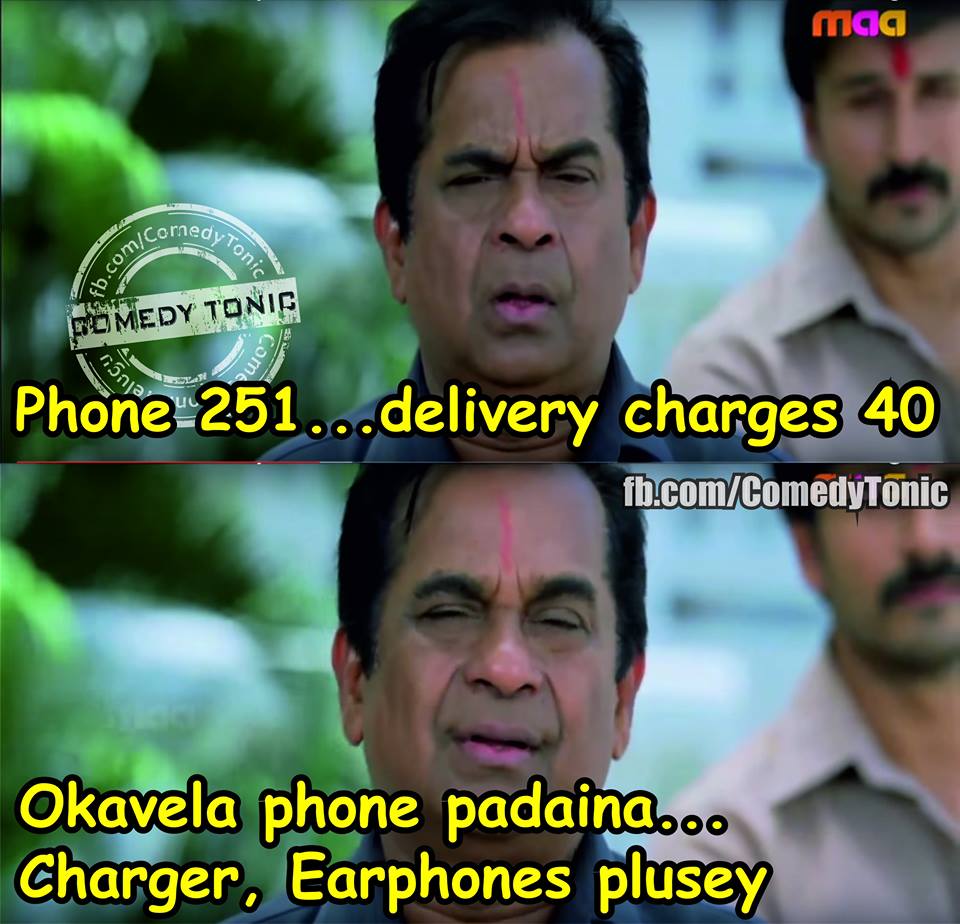 maa
fb.com/ComedyTonic
COMEDY TONIC
Phone 251...delivery charges 40
fb.com/ComedyTonic
Okavela phone padaina...
Charger, Earphones plusey